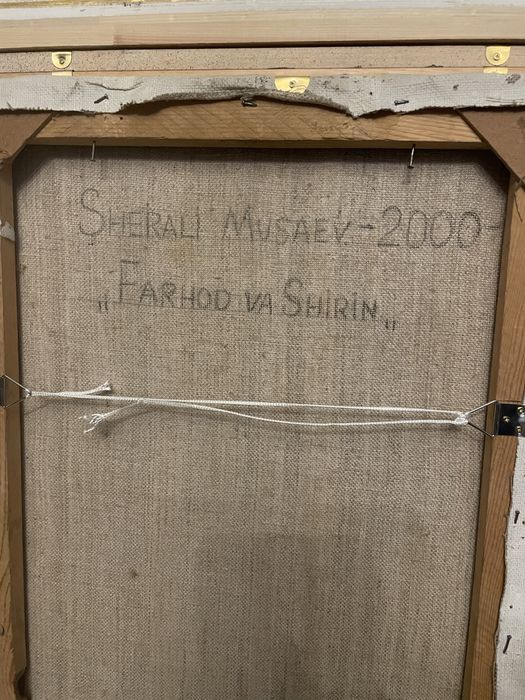 SHERALI MUSAEV - 2000 -
„FARHOD VA SHIRIN„